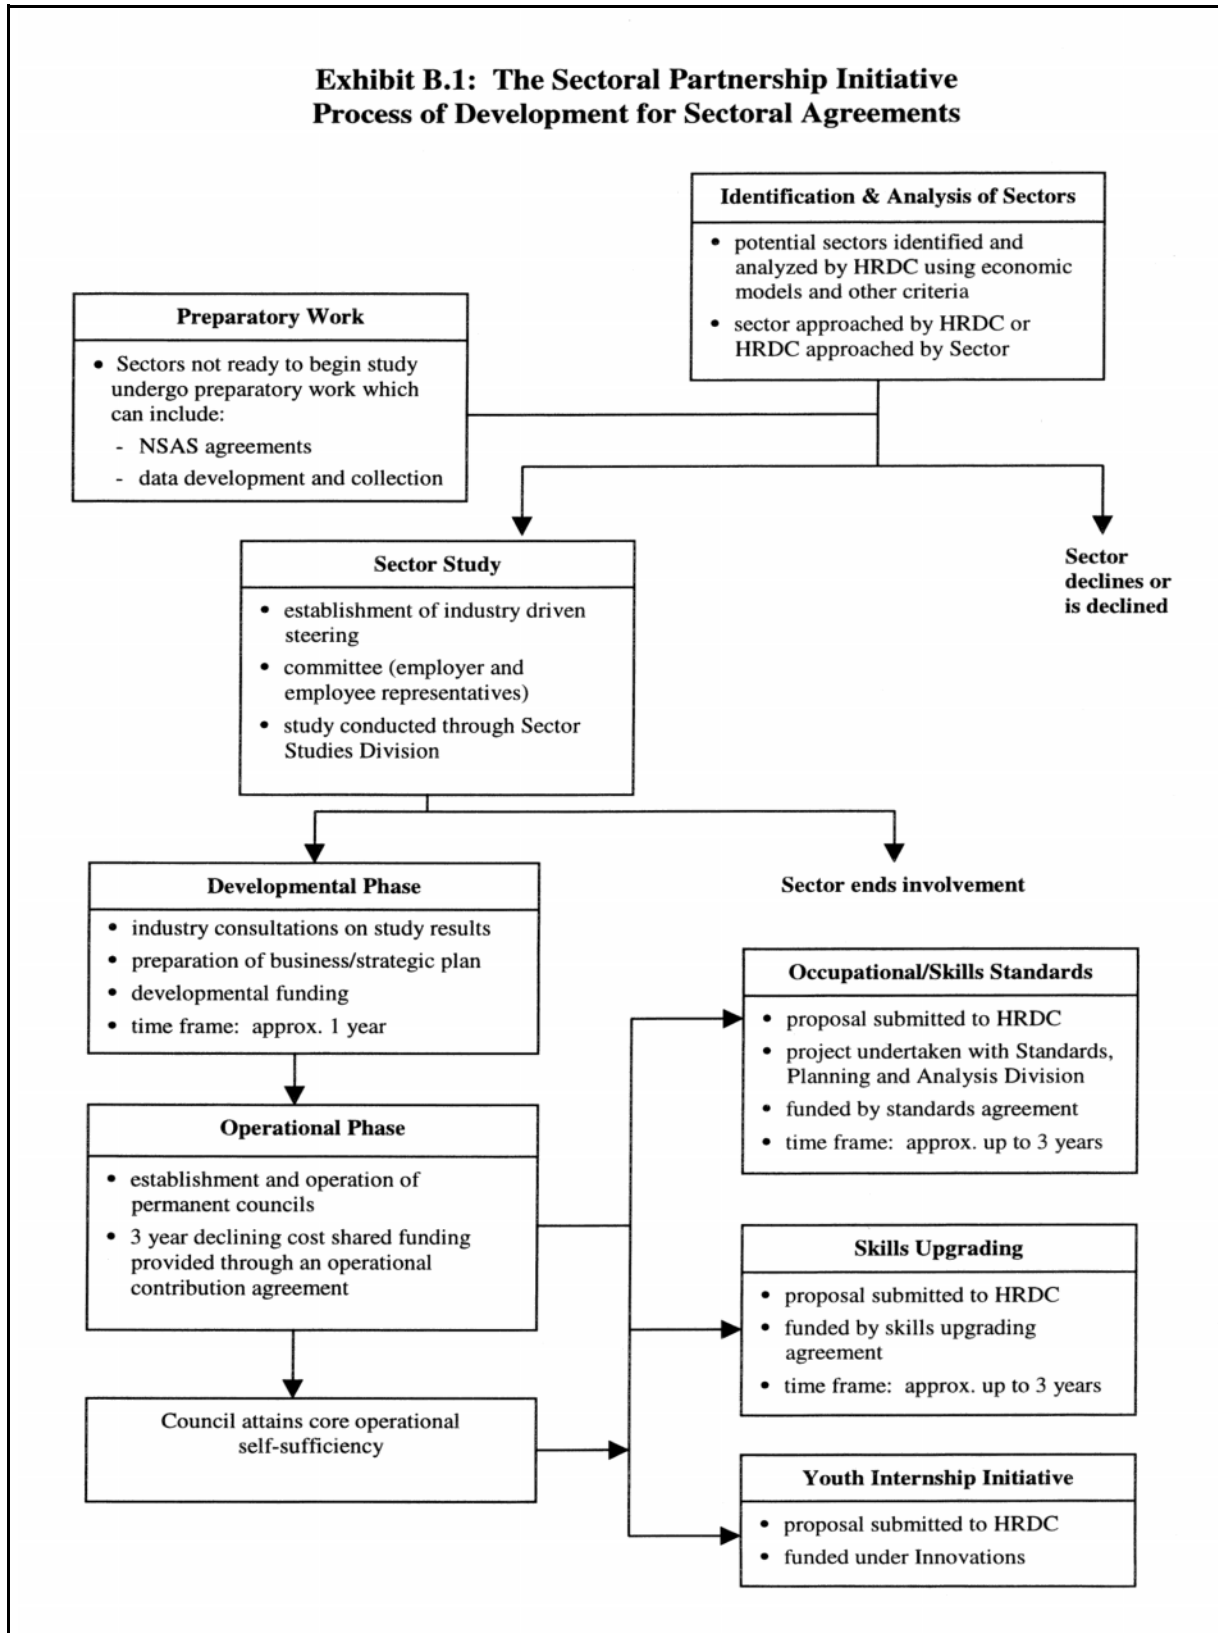 Exhibit B.1: The Sectoral Partnership Initiative
Process of Development for Sectoral Agreements
Identification & Analysis of Sectors
• potential sectors identified and
analyzed by HRDC using economic
models and other criteria
• sector approached by HRDC or
HRDC approached by Sector
Preparatory Work
• Sectors not ready to begin study
undergo preparatory work which
can include:
- NSAS agreements
- data development and collection
Sector Study
• establishment of industry driven
steering
• committee (employer and
employee representatives)
• study conducted through Sector
Studies Division
Sector
declines or
is declined
Developmental Phase
• industry consultations on study results
• preparation of business/strategic plan
• developmental funding
• time frame: approx. 1 year
Sector ends involvement
Operational Phase
• establishment and operation of
permanent councils
• 3 year declining cost shared funding
provided through an operational
contribution agreement
Council attains core operational
self-sufficiency
Occupational/Skills Standards
• proposal submitted to HRDC
• project undertaken with Standards,
Planning and Analysis Division
• funded by standards agreement
• time frame: approx. up to 3 years
Skills Upgrading
• proposal submitted to HRDC
• funded by skills upgrading
agreement
• time frame: approx. up to 3 years
Youth Internship Initiative
• proposal submitted to HRDC
• funded under Innovations